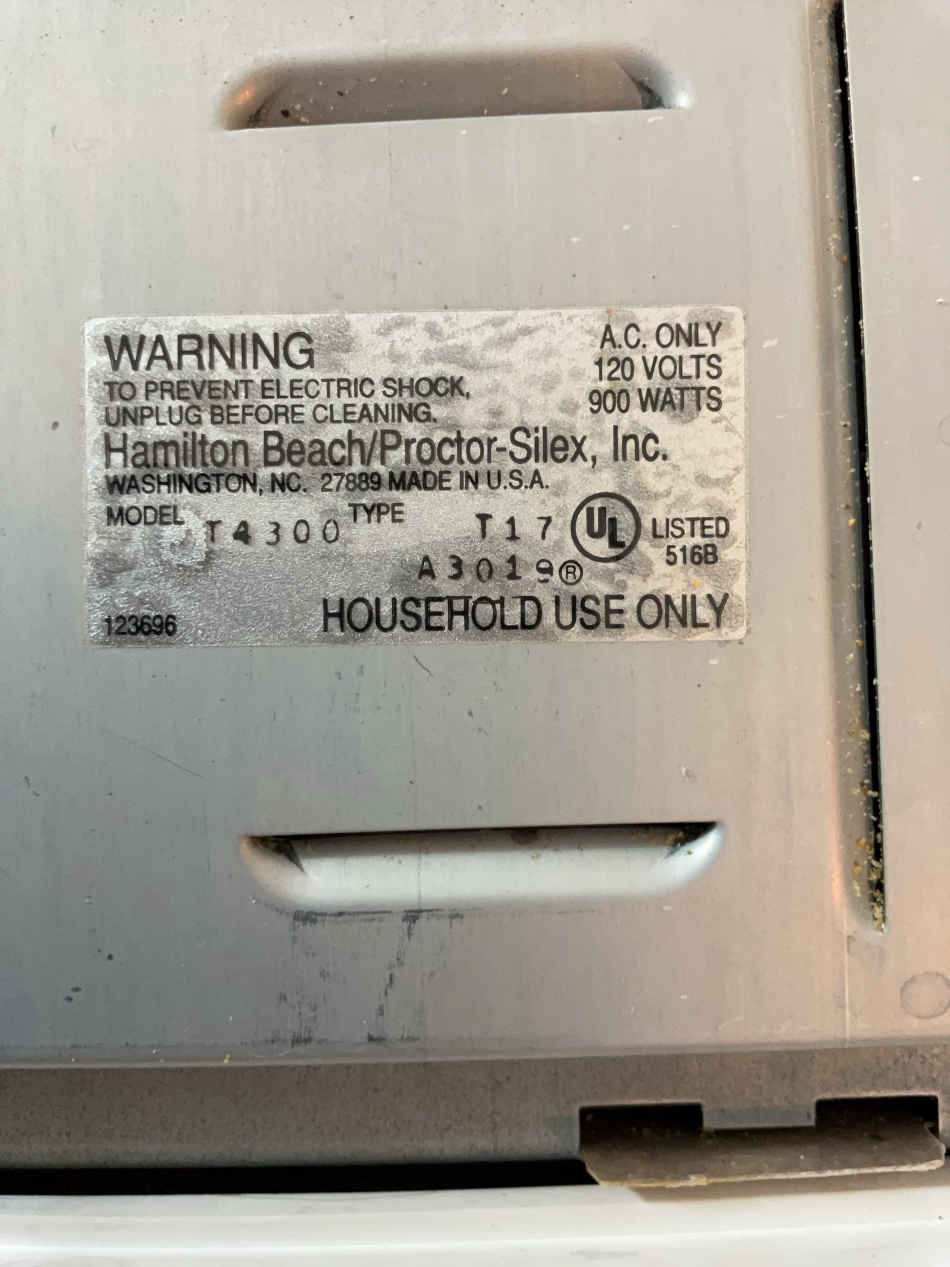 WARNING
TO PREVENT ELECTRIC SHOCK,
UNPLUG BEFORE CLEANING.
A.C. ONLY
120 VOLTS
900 WATTS
Hamilton Beach/Proctor-Silex, Inc.
WASHINGTON, NC. 27889 MADE IN U.S.A.
MODEL T4300 TYPE T17 UL LISTED
516B
A3019 ®
123696 HOUSEHOLD USE ONLY